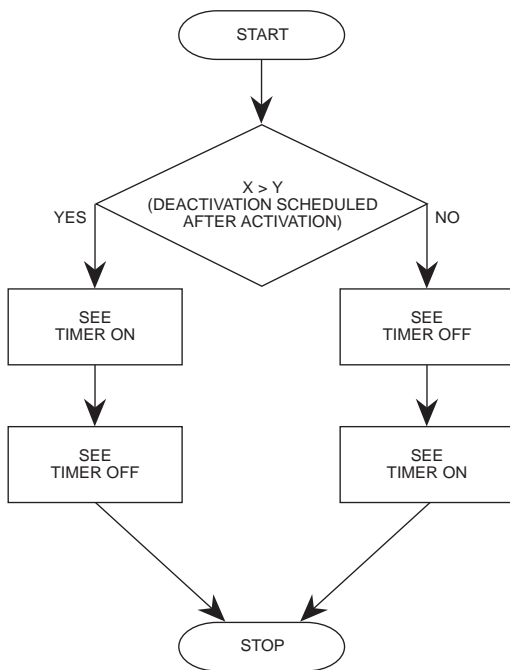 START
X > Y
(DEACTIVATION SCHEDULED
AFTER ACTIVATION)
YES
NO
SEE
TIMER ON
SEE
TIMER OFF
SEE
TIMER OFF
SEE
TIMER ON
STOP